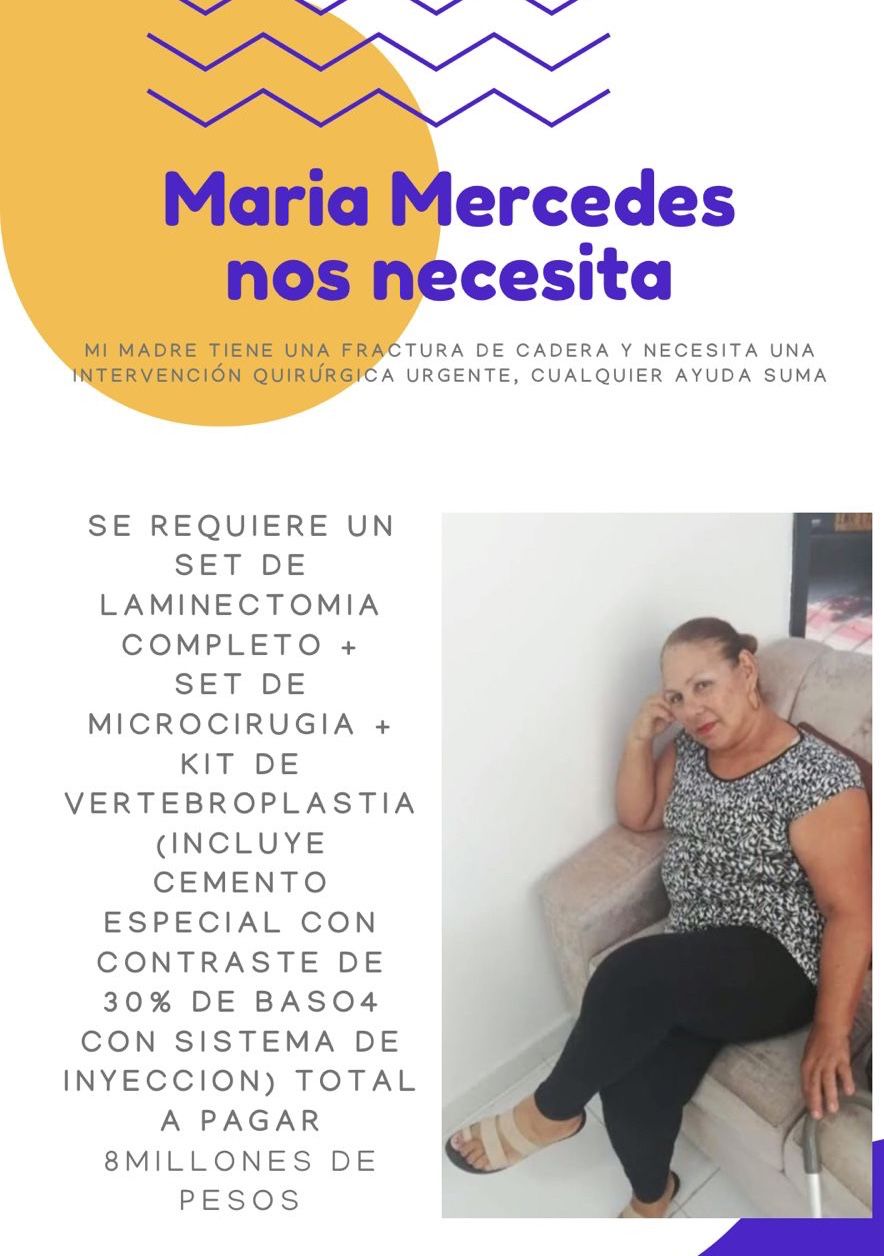 Maria Mercedes
nos necesita
MI MADRE TIENE UNA FRACTURA DE CADERA Y NECESITA UNA
INTERVENCIÓN QUIRÚRGICA URGENTE, CUALQUIER AYUDA SUMA
SE REQUIERE UN
SET DE
LAMINECTOMIA
COMPLETO +
SET DE
MICROCIRUGIA +
KIT DE
VERTEBROPLASTIA
(INCLUYE
CEMENTO
ESPECIAL CON
CONTRASTE DE
30% DE BASO4
CON SISTEMA DE
INYECCION) TOTAL
A PAGAR
8MILLONES DE
PESOS